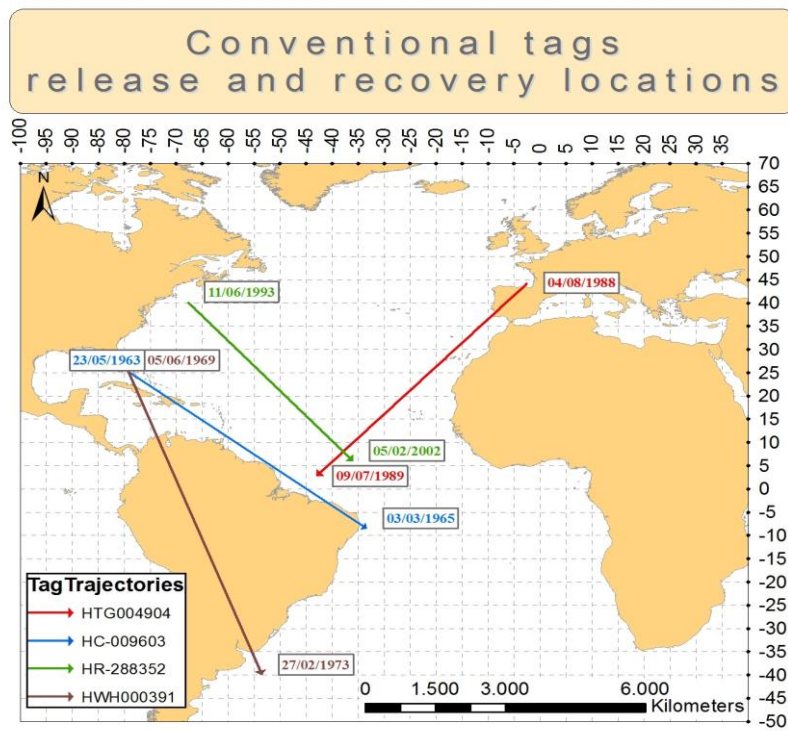 Conventional tags
release and recovery locations
-100 -95 -90 -85 -80 -75 -70 -65 -60 -55 -50 -45 -40 -35 -30 -25 -20 -15 -10 -5 0 5 10 15 20 25 30 35
N
70
65
60
55
50
45
40
35
30
25
20
15
10
5
0
-5
-10
-15
-20
-25
-30
-35
-40
-45
-50
11/06/1993
04/08/1988
23/05/1963 05/06/1969
05/02/2002
09/07/1989
03/03/1965
27/02/1973
Tag Trajectories
HTG004904
HC-009603
HR-288352
HWH000391
0 1.500 3.000 6.000
Kilometers